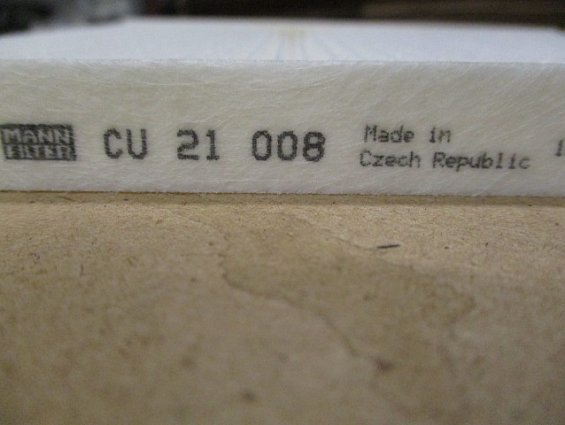 MANN FILTER
CU 21 008
Made in
Czech Republic